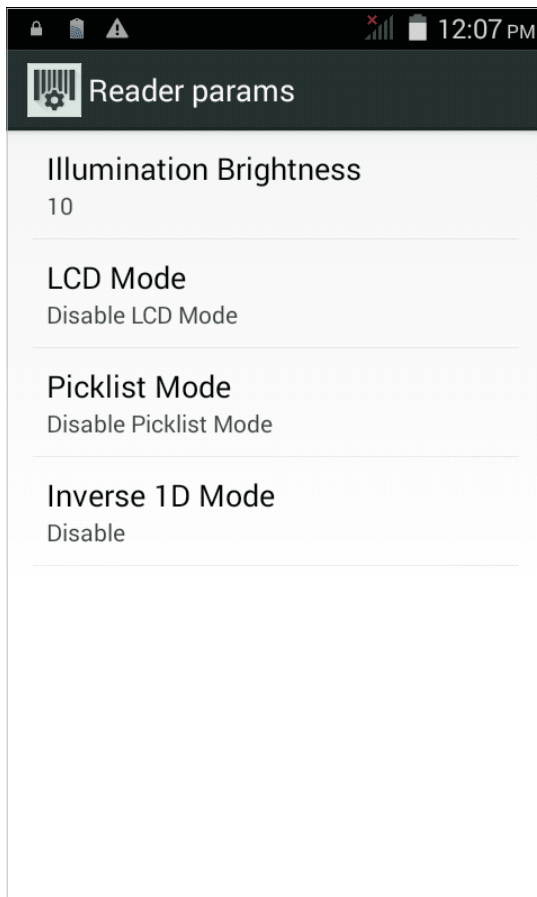 12:07 PM
Reader params
Illumination Brightness
10
LCD Mode
Disable LCD Mode
Picklist Mode
Disable Picklist Mode
Inverse 1D Mode
Disable